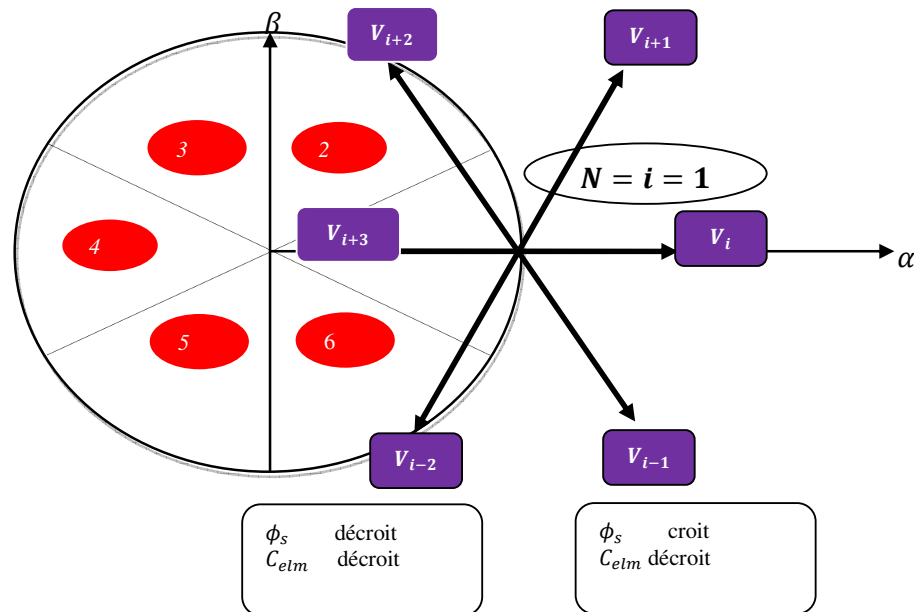 β
V_{i+2}
V_{i+1}
3
2
N = i = 1
4
V_{i+3}
V_i
α
5
6
V_{i−2}
V_{i−1}
ϕ_s décroit
C_{elm} décroit
ϕ_s croit
C_{elm} décroit